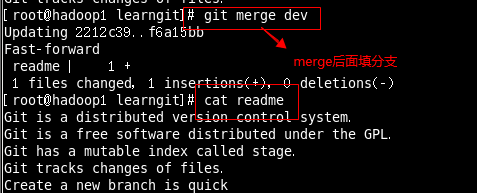 Git tracks changes of files.
[root@hadoop1 learngit]# git merge dev
Updating 2212c39..f6a15bb
Fast-forward
merge后面填分支
readme | 1 +
1 files changed, 1 insertions(+), 0 deletions(-)
[root@hadoop1 learngit]# cat readme
Git is a distributed version control system.
Git is a free software distributed under the GPL.
Git has a mutable index called stage.
Git tracks changes of files.
Create a new branch is quick